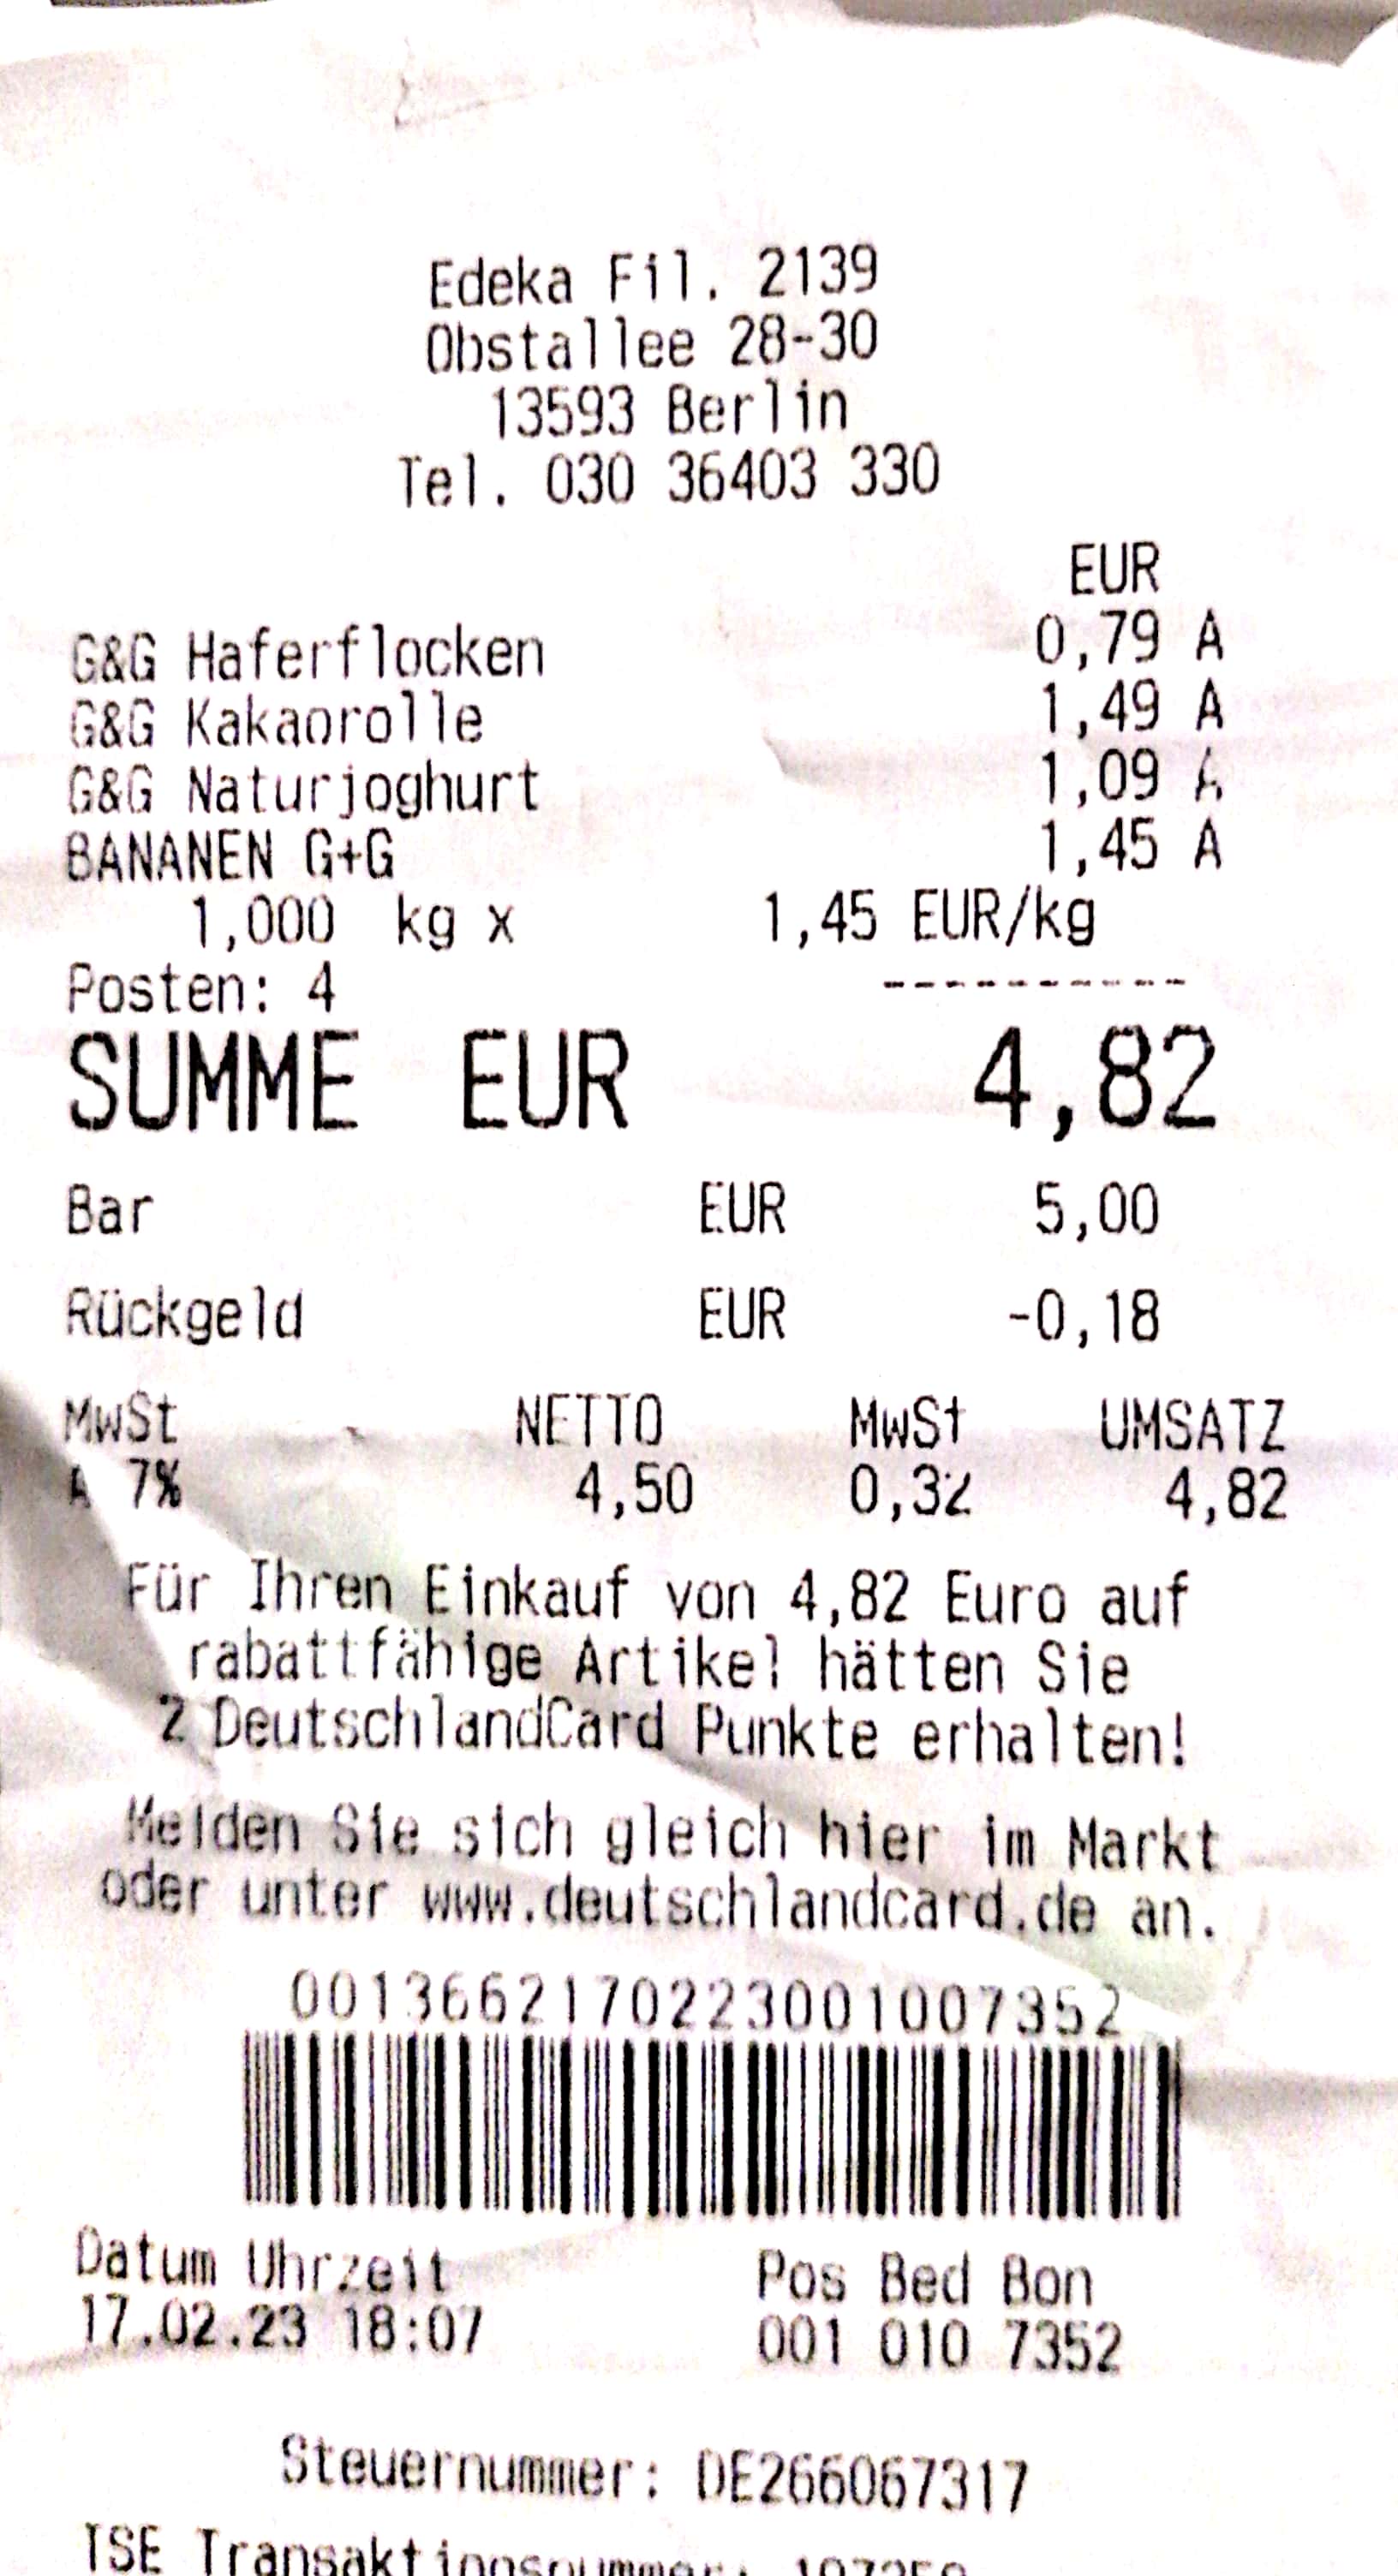 Edeka Fil. 2139
Obstallee 28-30
13593 Berlin
Tel. 030 36403 330
EUR
G&G Haferflocken 0,79 A
G&G Kakaorolle 1,49 A
G&G Naturjoghurt 1,09 A
BANANEN G+G 1,45 A
1,000 kg x 1,45 EUR/kg
Posten: 4 -----------
SUMME EUR 4,82
Bar EUR 5,00
Rückgeld EUR -0,18
MwSt NETTO MwSt UMSATZ
A 7% 4,50 0,32 4,82
Für Ihren Einkauf von 4,82 Euro auf
rabattfähige Artikel hätten Sie
2 DeutschlandCard Punkte erhalten!
Melden Sie sich gleich hier im Markt
oder unter www.deutschlandcard.de an.
0013662170223001007352
Datum Uhrzeit Pos Bed Bon
17.02.23 18:07 001 010 7352
Steuernummer: DE266067317
TSE Transaktionsnummer: